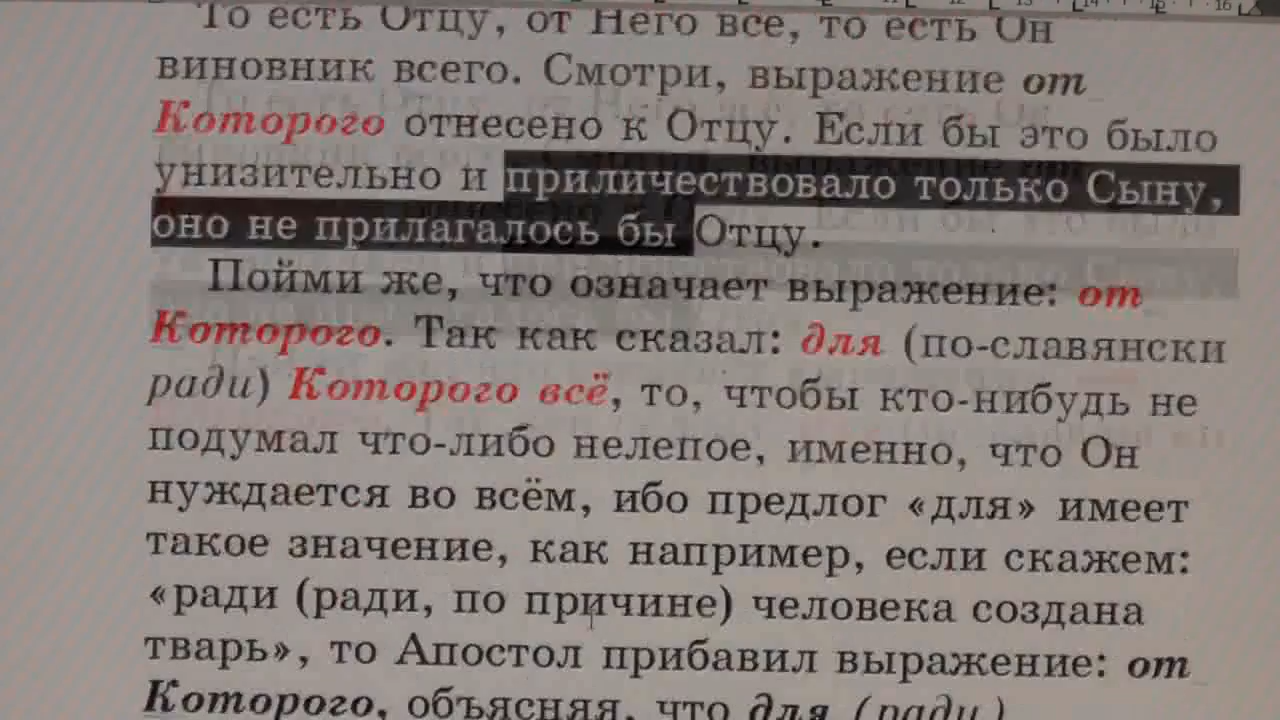 То есть Отцу, от Него все, то есть Он
виновник всего. Смотри, выражение от
Которого отнесено к Отцу. Если бы это было
унизительно и приличествовало только Сыну,
оно не прилагалось бы Отцу.
Пойми же, что означает выражение: от
Которого. Так как сказал: для (по-славянски
ради) Которого всё, то, чтобы кто-нибудь не
подумал что-либо нелепое, именно, что Он
нуждается во всём, ибо предлог «для» имеет
такое значение, как например, если скажем:
«ради (ради, по причине) человека создана
тварь», то Апостол прибавил выражение: от
Которого, объясняя, что для (ради)